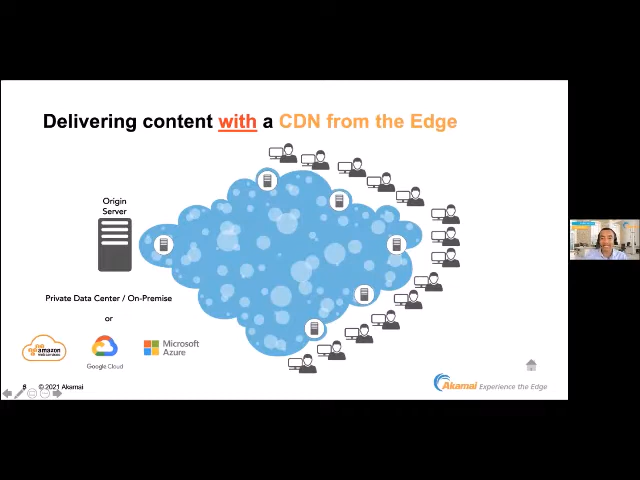 Delivering content with a CDN from the Edge
Origin
Server
Private Data Center / On-Premise
or
amazon
Google Cloud
Microsoft
Azure
6 © 2021 Akamai
Akamai Experience the Edge